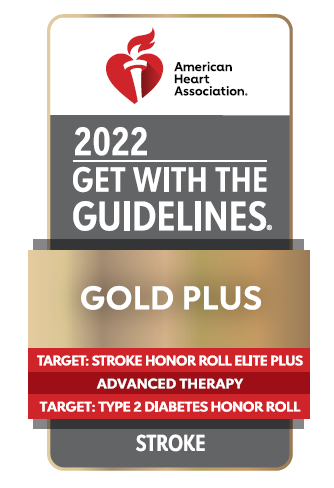 American
Heart
Association.
2022
GET WITH THE
GUIDELINES®
GOLD PLUS
TARGET: STROKE HONOR ROLL ELITE PLUS
ADVANCED THERAPY
TARGET: TYPE 2 DIABETES HONOR ROLL
STROKE